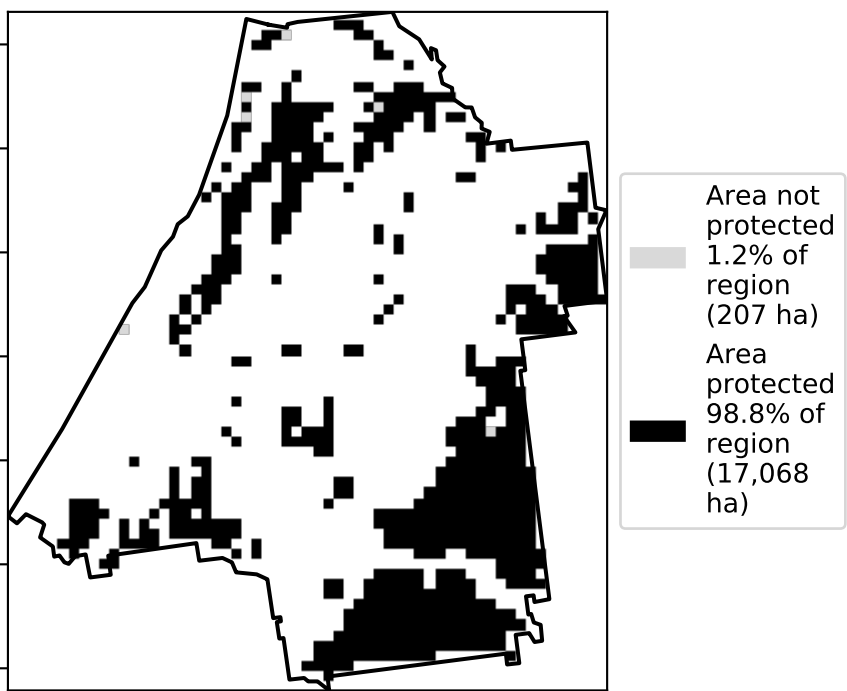 Area not
protected
1.2% of
region
(207 ha)
Area
protected
98.8% of
region
(17,068
ha)